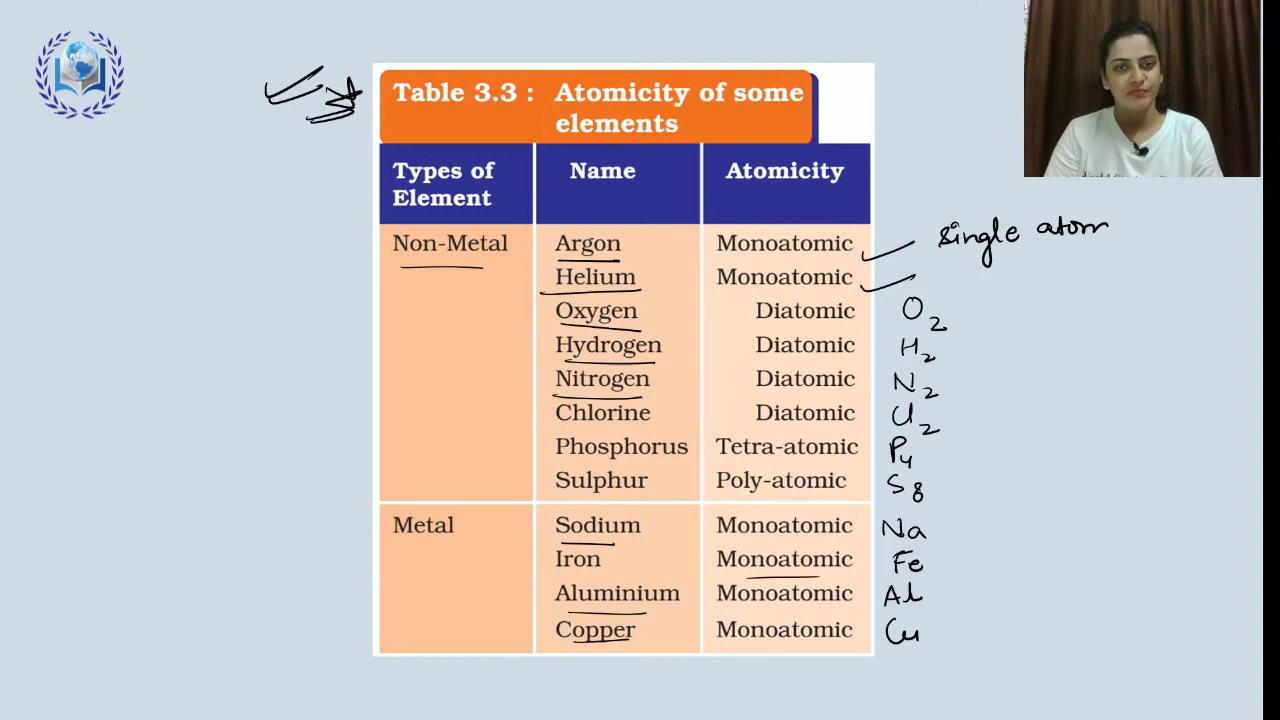 Table 3.3 : Atomicity of some
elements
Types of Element Name Atomicity
Non-Metal Argon Monoatomic single atom
Helium Monoatomic
Oxygen Diatomic O2
Hydrogen Diatomic H2
Nitrogen Diatomic N2
Chlorine Diatomic Cl2
Phosphorus Tetra-atomic P4
Sulphur Poly-atomic S8
Metal Sodium Monoatomic Na
Iron Monoatomic Fe
Aluminium Monoatomic Al
Copper Monoatomic Cu